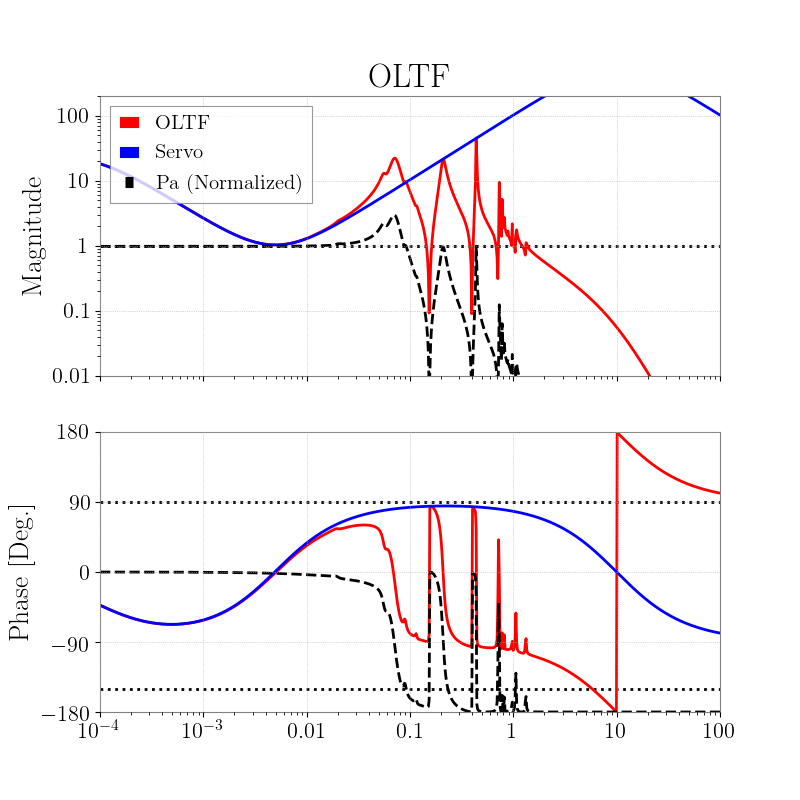 OLTF
Magnitude
100
10
1
0.1
0.01
OLTF
Servo
Pa (Normalized)
Phase [Deg.]
180
90
0
−90
−180
10⁻⁴ 10⁻³ 0.01 0.1 1 10 100